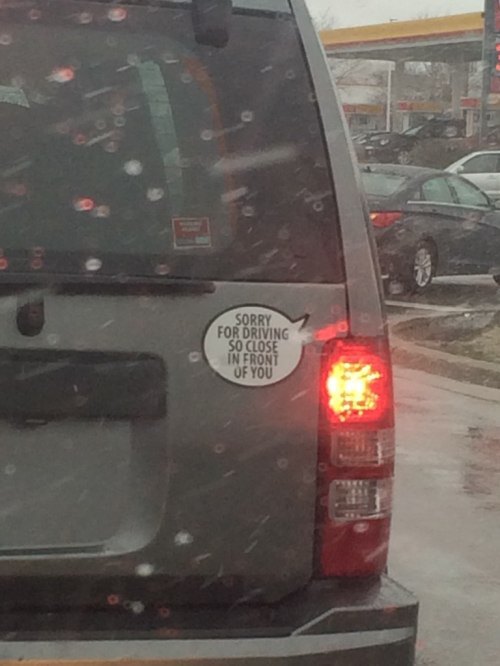 SORRY
FOR DRIVING
SO CLOSE
IN FRONT
OF YOU